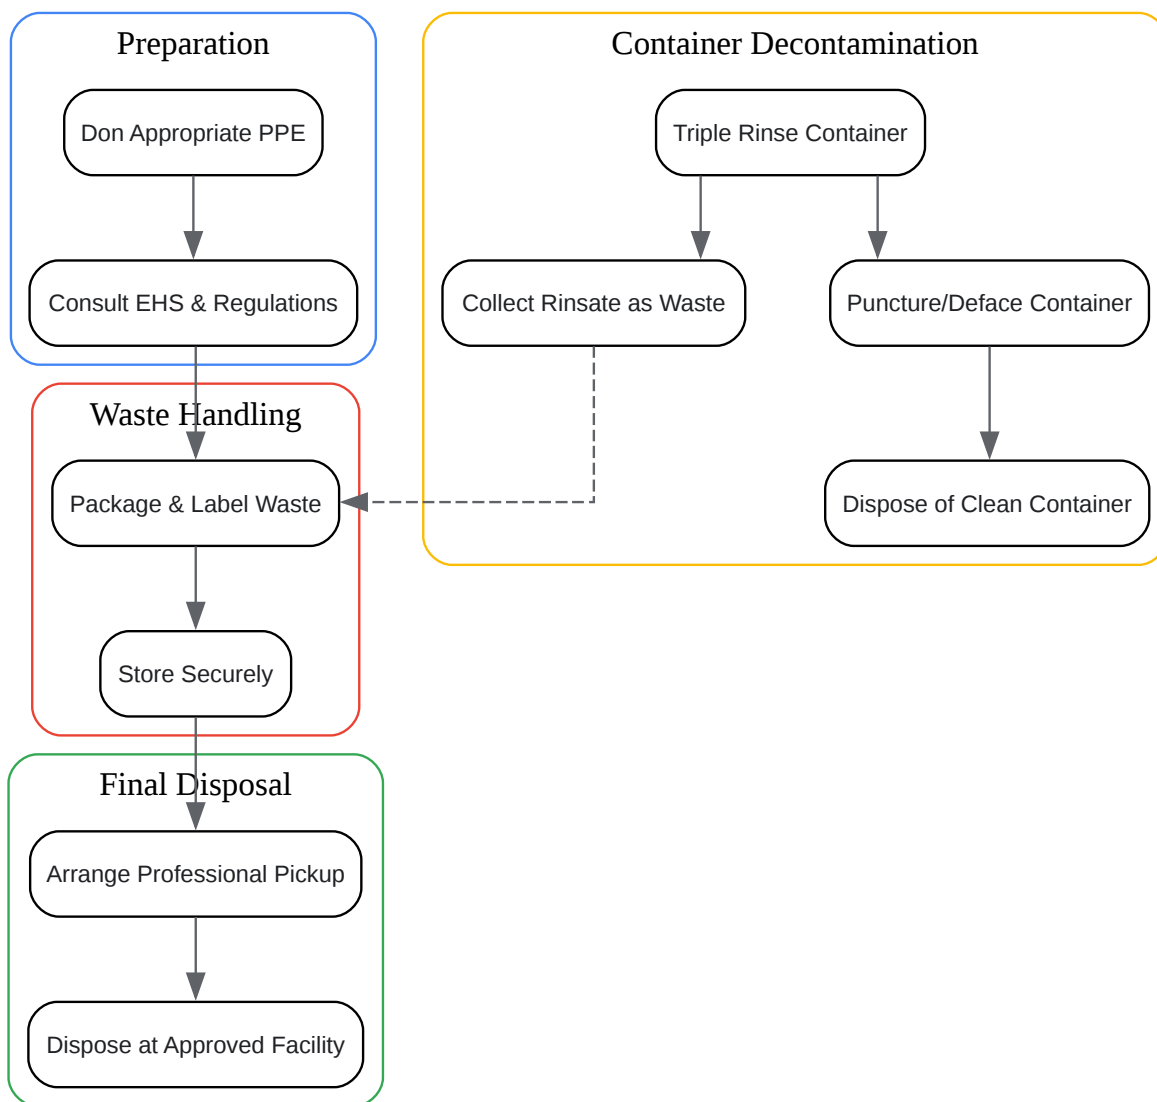 Preparation
Don Appropriate PPE
Consult EHS & Regulations
Container Decontamination
Triple Rinse Container
Collect Rinsate as Waste
Puncture/Deface Container
Dispose of Clean Container
Waste Handling
Package & Label Waste
Store Securely
Final Disposal
Arrange Professional Pickup
Dispose at Approved Facility